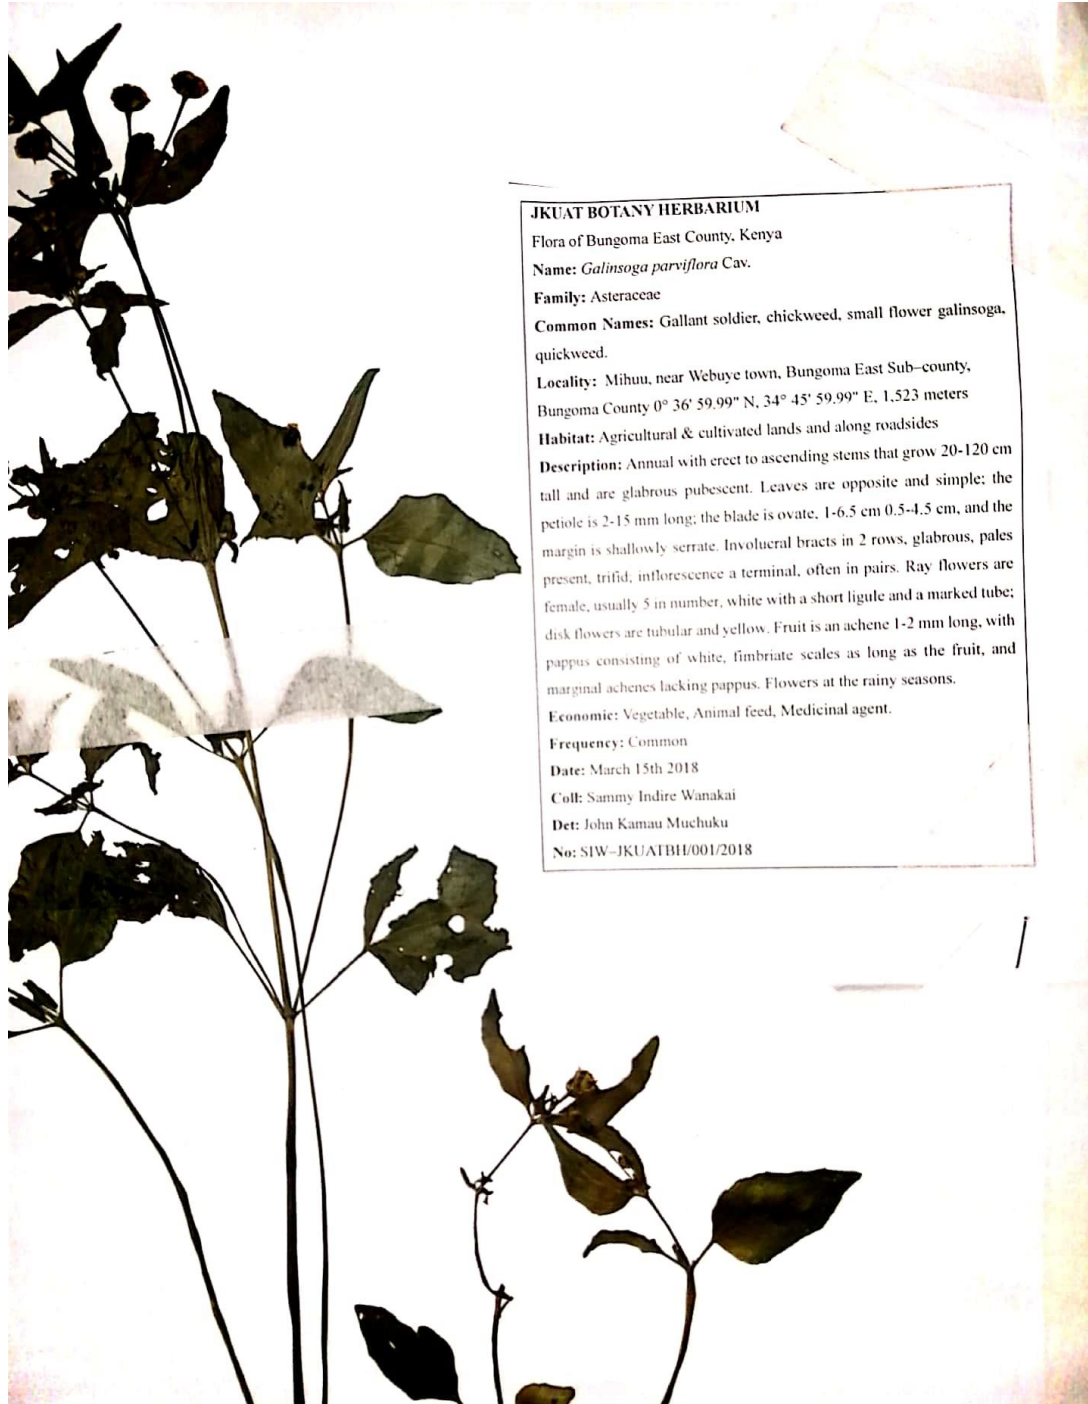 JKUAT BOTANY HERBARIUM
Flora of Bungoma East County, Kenya
Name: Galinsoga parviflora Cav.
Family: Asteraceae
Common Names: Gallant soldier, chickweed, small flower galinsoga,
quickweed.
Locality: Mihuu, near Webuye town, Bungoma East Sub–county,
Bungoma County 0° 36' 59.99" N, 34° 45' 59.99" E, 1,523 meters
Habitat: Agricultural & cultivated lands and along roadsides
Description: Annual with erect to ascending stems that grow 20-120 cm
tall and are glabrous pubescent. Leaves are opposite and simple; the
petiole is 2-15 mm long; the blade is ovate, 1-6.5 cm 0.5-4.5 cm, and the
margin is shallowly serrate. Involucral bracts in 2 rows, glabrous, pales
present, trifid, inflorescence a terminal, often in pairs. Ray flowers are
female, usually 5 in number, white with a short ligule and a marked tube;
disk flowers are tubular and yellow. Fruit is an achene 1-2 mm long, with
pappus consisting of white, fimbriate scales as long as the fruit, and
marginal achenes lacking pappus. Flowers at the rainy seasons.
Economic: Vegetable, Animal feed, Medicinal agent.
Frequency: Common
Date: March 15th 2018
Coll: Sammy Indire Wanakai
Det: John Kamau Muchuku
No: SIW–JKUATBH/001/2018